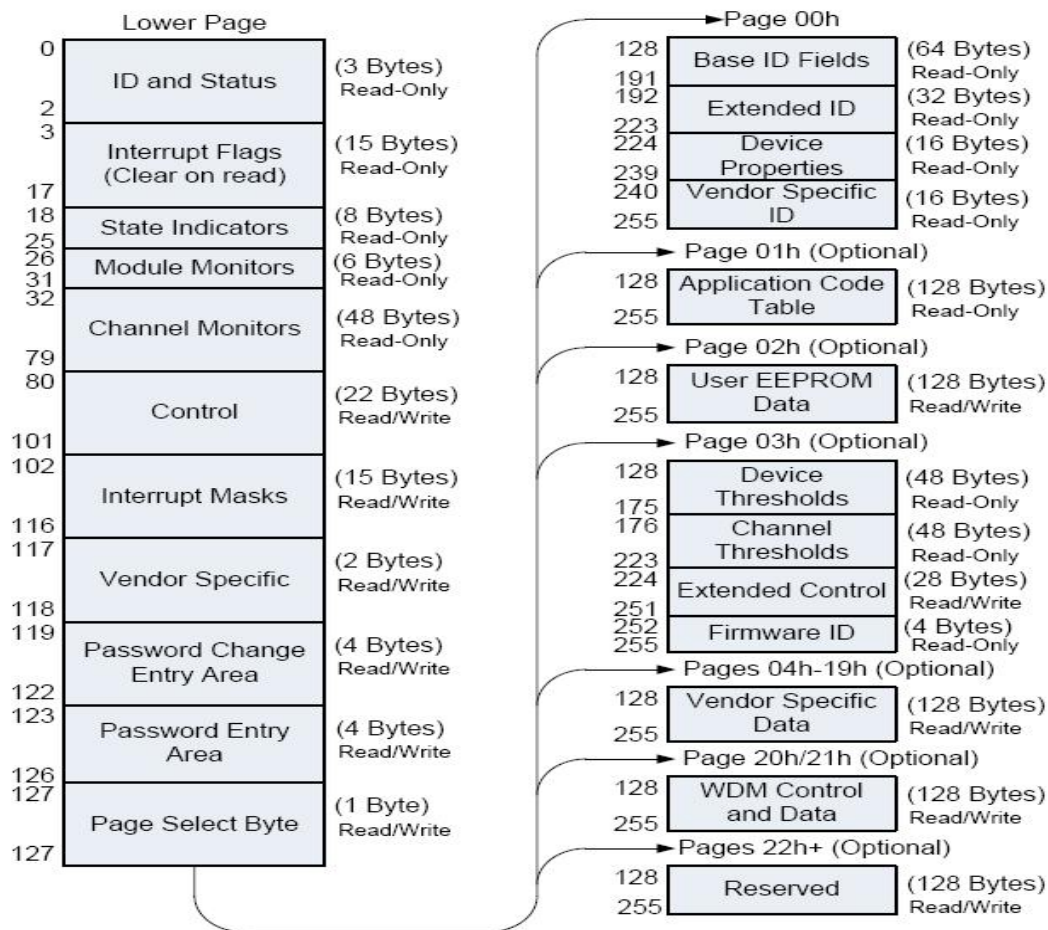 Lower Page
0
ID and Status
(3 Bytes)
Read-Only
2
3
Interrupt Flags
(Clear on read)
(15 Bytes)
Read-Only
17
18
State Indicators
(8 Bytes)
Read-Only
25
26
Module Monitors
(6 Bytes)
Read-Only
31
32
Channel Monitors
(48 Bytes)
Read-Only
79
80
Control
(22 Bytes)
Read/Write
101
102
Interrupt Masks
(15 Bytes)
Read/Write
116
117
Vendor Specific
(2 Bytes)
Read/Write
118
119
Password Change
Entry Area
(4 Bytes)
Read/Write
122
123
Password Entry
Area
(4 Bytes)
Read/Write
126
127
Page Select Byte
(1 Byte)
Read/Write
127
Page 00h
128
Base ID Fields
(64 Bytes)
Read-Only
191
192
Extended ID
(32 Bytes)
Read-Only
223
224
Device
Properties
(16 Bytes)
Read-Only
239
240
Vendor Specific
ID
(16 Bytes)
Read-Only
255
Page 01h (Optional)
128
Application Code
Table
(128 Bytes)
Read-Only
255
Page 02h (Optional)
128
User EEPROM
Data
(128 Bytes)
Read/Write
255
Page 03h (Optional)
128
Device
Thresholds
(48 Bytes)
Read-Only
175
176
Channel
Thresholds
(48 Bytes)
Read-Only
223
224
Extended Control
(28 Bytes)
Read/Write
251
252
Firmware ID
(4 Bytes)
Read-Only
255
Pages 04h-19h (Optional)
128
Vendor Specific
Data
(128 Bytes)
Read/Write
255
Page 20h/21h (Optional)
128
WDM Control
and Data
(128 Bytes)
Read/Write
255
Pages 22h+ (Optional)
128
Reserved
(128 Bytes)
Read/Write
255